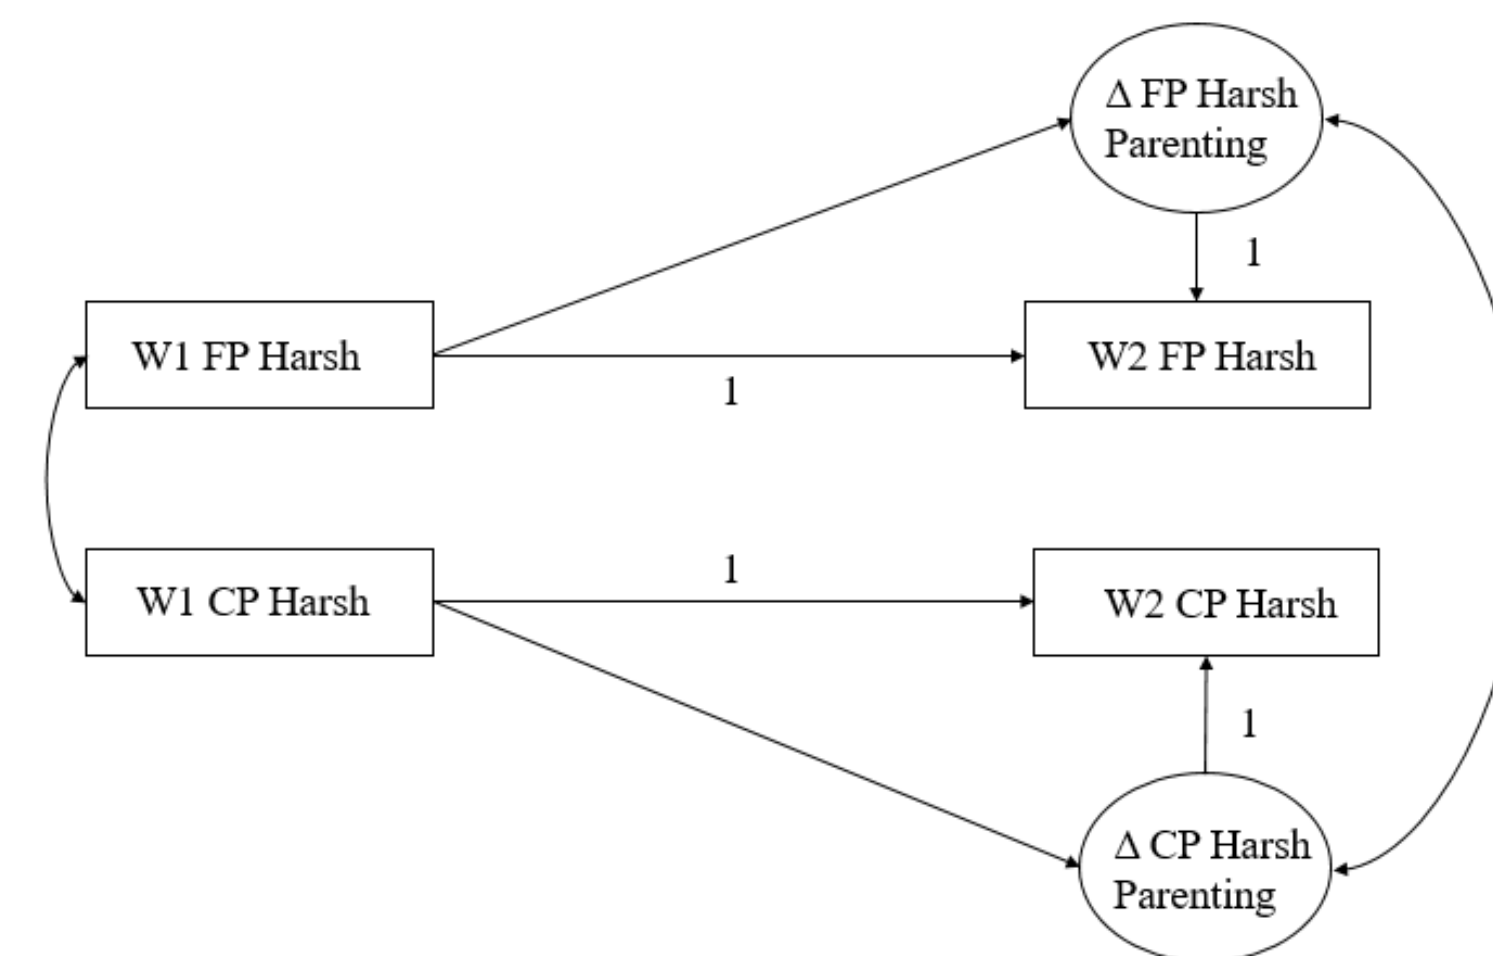 Δ FP Harsh
Parenting
1
W1 FP Harsh
W2 FP Harsh
1
1
W1 CP Harsh
W2 CP Harsh
1
Δ CP Harsh
Parenting